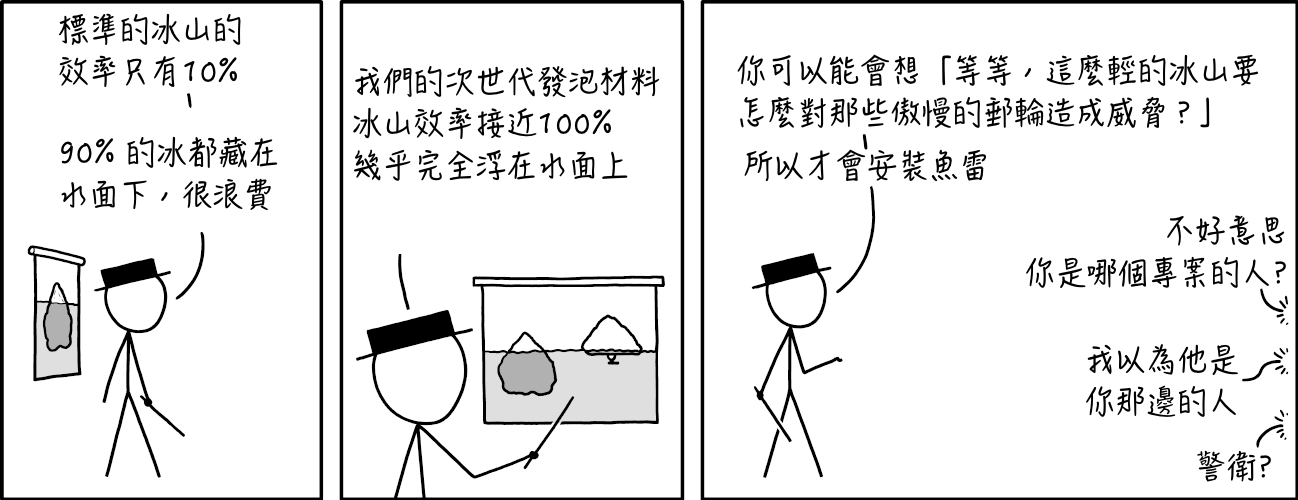 標準的冰山的
效率只有10%
90% 的冰都藏在
水面下，很浪費
我們的次世代發泡材料
冰山效率接近100%
幾乎完全浮在水面上
你可以能會想「等等，這麼輕的冰山要
怎麼對那些傲慢的郵輪造成威脅？」
所以才會安裝魚雷
不好意思
你是哪個專案的人?
我以為他是
你那邊的人
警衛?